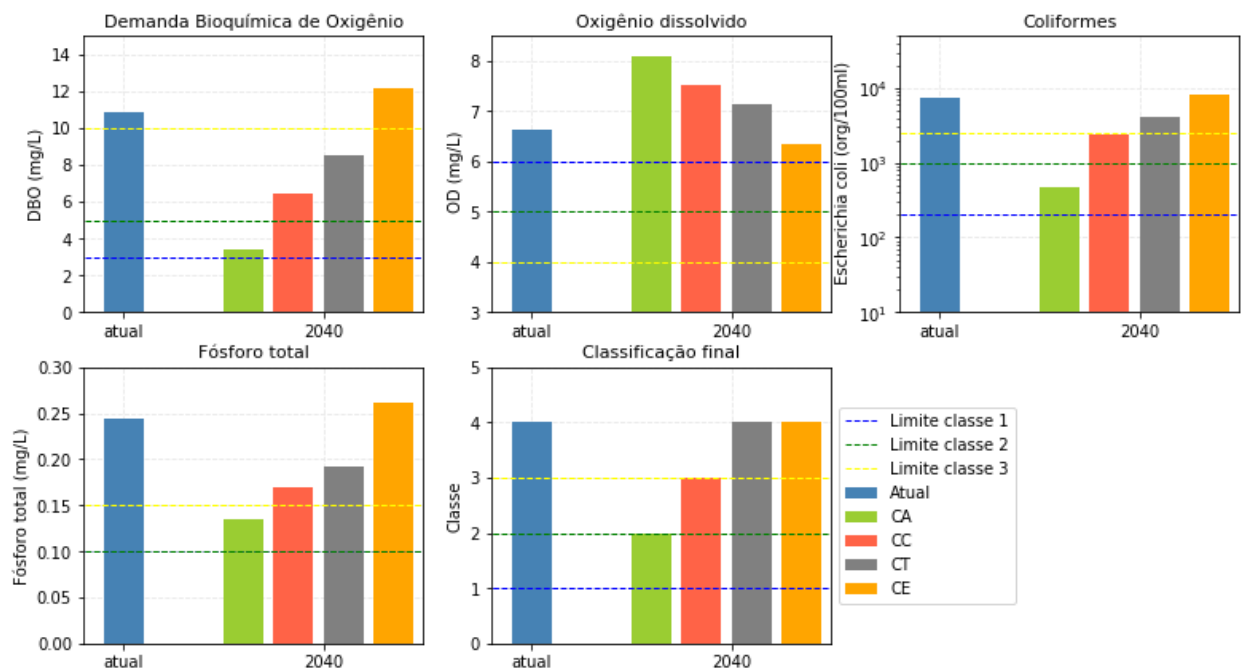 Demanda Bioquímica de Oxigênio
DBO (mg/L)
14
12
10
8
6
4
2
0
atual
2040
Oxigênio dissolvido
OD (mg/L)
8
7
6
5
4
3
atual
2040
Coliformes
Escherichia coli (org/100ml)
10⁴
10³
10²
10¹
atual
2040
Fósforo total
Fósforo total (mg/L)
0.30
0.25
0.20
0.15
0.10
0.05
0.00
atual
2040
Classificação final
Classe
5
4
3
2
1
0
atual
2040
Limite classe 1
Limite classe 2
Limite classe 3
Atual
CA
CC
CT
CE